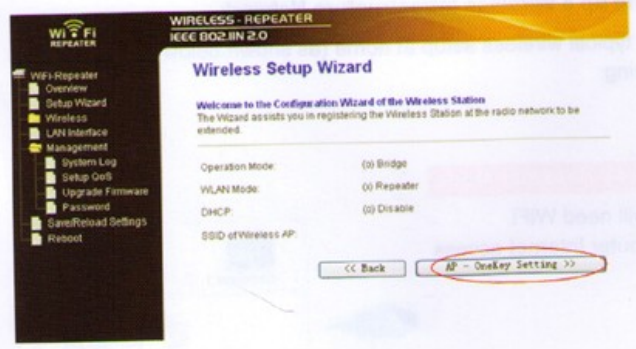 Wi Fi
REPEATER
WIRELESS - REPEATER
IEEE 802.11N 2.0
WiFi-Repeater
Overview
Setup Wizard
Wireless
LAN Interface
Management
System Log
Setup QoS
Upgrade Firmware
Password
Save/Reload Settings
Reboot
Wireless Setup Wizard
Welcome to the Configuration Wizard of the Wireless Station
The Wizard assists you in registering the Wireless Station at the radio network to be
extended.
Operation Mode: (o) Bridge
WLAN Mode: (o) Repeater
DHCP: (o) Disable
SSID of Wireless AP:
<< Back
AP - OneKey Setting >>